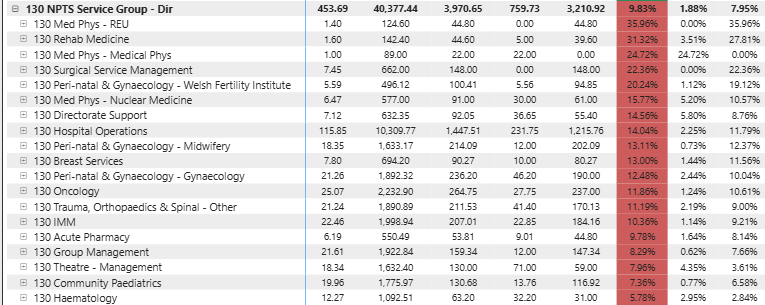 130 NPTS Service Group - Dir 453.69 40,377.44 3,970.65 759.73 3,210.92 9.83% 1.88% 7.95%
130 Med Phys - REU 1.40 124.60 44.80 0.00 44.80 35.96% 0.00% 35.96%
130 Rehab Medicine 1.60 142.40 44.60 5.00 39.60 31.32% 3.51% 27.81%
130 Med Phys - Medical Phys 1.00 89.00 22.00 22.00 0.00 24.72% 24.72% 0.00%
130 Surgical Service Management 7.45 662.00 148.00 0.00 148.00 22.36% 0.00% 22.36%
130 Peri-natal & Gynaecology - Welsh Fertility Institute 5.59 496.12 100.41 5.56 94.85 20.24% 1.12% 19.12%
130 Med Phys - Nuclear Medicine 6.47 577.00 91.00 30.00 61.00 15.77% 5.20% 10.57%
130 Directorate Support 7.12 632.35 92.05 36.65 55.40 14.56% 5.80% 8.76%
130 Hospital Operations 115.85 10,309.77 1,447.51 231.75 1,215.76 14.04% 2.25% 11.79%
130 Peri-natal & Gynaecology - Midwifery 18.35 1,633.17 214.09 12.00 202.09 13.11% 0.73% 12.37%
130 Breast Services 7.80 694.20 90.27 10.00 80.27 13.00% 1.44% 11.56%
130 Peri-natal & Gynaecology - Gynaecology 21.26 1,892.32 236.20 46.20 190.00 12.48% 2.44% 10.04%
130 Oncology 25.07 2,232.90 264.75 27.75 237.00 11.86% 1.24% 10.61%
130 Trauma, Orthopaedics & Spinal - Other 21.24 1,890.89 211.53 41.40 170.13 11.19% 2.19% 9.00%
130 IMM 22.46 1,998.94 207.01 22.85 184.16 10.36% 1.14% 9.21%
130 Acute Pharmacy 6.19 550.49 53.81 9.01 44.80 9.78% 1.64% 8.14%
130 Group Management 21.61 1,922.84 159.34 12.00 147.34 8.29% 0.62% 7.66%
130 Theatre - Management 18.34 1,632.40 130.00 71.00 59.00 7.96% 4.35% 3.61%
130 Community Paediatrics 19.96 1,775.97 130.68 13.76 116.92 7.36% 0.77% 6.58%
130 Haematology 12.27 1,092.51 63.20 32.20 31.00 5.78% 2.95% 2.84%